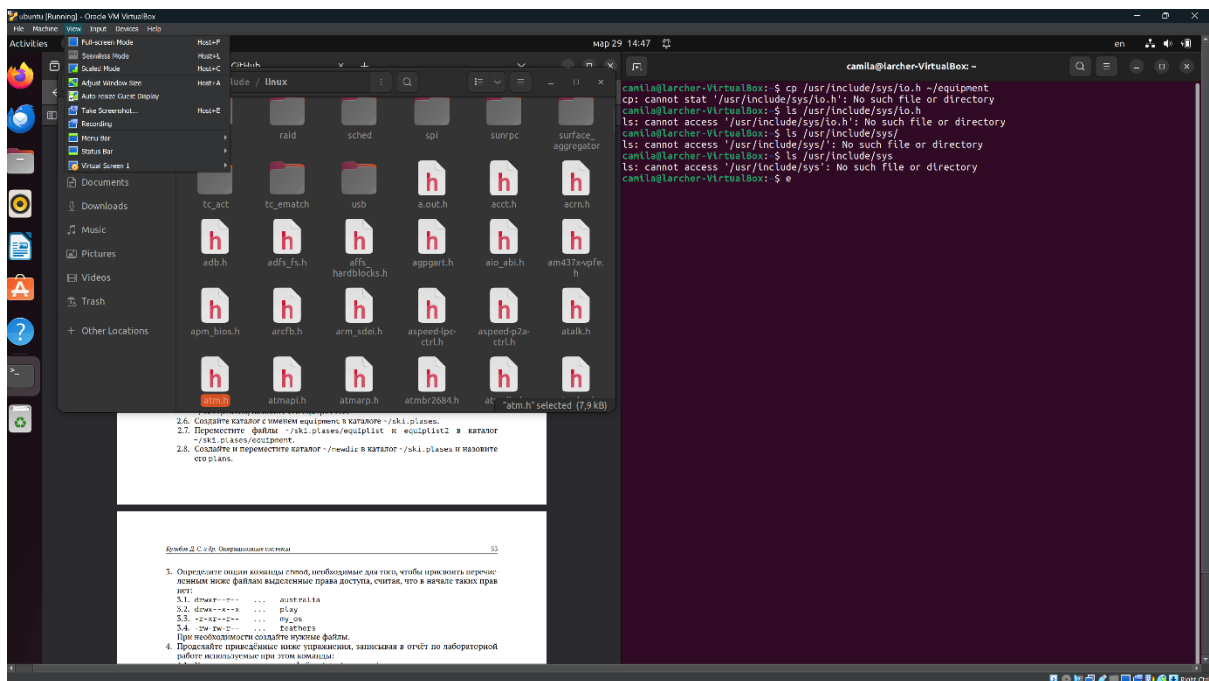 ubuntu [Running] - Oracle VM VirtualBox
File Machine View Input Devices Help
Activities
мар 29 14:47
en
Full-screen Mode Host+F
Seamless Mode Host+L
Scaled Mode Host+C
Adjust Window Size Host+A
Auto-resize Guest Display
Take Screenshot... Host+E
Recording
Menu Bar
Status Bar
Virtual Screen 1
GitHub
/ linux
raid sched spi sunrpc surface_
aggregator
Documents
Downloads
Music
Pictures
Videos
Trash
+ Other Locations
tc_act tc_ematch usb a.out.h acct.h acrn.h
adb.h adfs_fs.h affs_
hardblocks.h agpgart.h aio_abi.h am437x-vpfe.
h
apm_bios.h arcfb.h arm_sdei.h aspeed-lpc-
ctrl.h aspeed-p2a-
ctrl.h atalk.h
atm.h atmapi.h atmarp.h atmbr2684.h
"atm.h" selected (7,9 kB)
camila@larcher-VirtualBox: ~
camila@larcher-VirtualBox:~$ cp /usr/include/sys/io.h ~/equipment
cp: cannot stat '/usr/include/sys/io.h': No such file or directory
camila@larcher-VirtualBox:~$ ls /usr/include/sys/io.h
ls: cannot access '/usr/include/sys/io.h': No such file or directory
camila@larcher-VirtualBox:~$ ls /usr/include/sys/
ls: cannot access '/usr/include/sys/': No such file or directory
camila@larcher-VirtualBox:~$ ls /usr/include/sys
ls: cannot access '/usr/include/sys': No such file or directory
camila@larcher-VirtualBox:~$ e
2.6. Создайте каталог с именем equipment в каталоге ~/ski.plases.
2.7. Переместите файлы ~/ski.plases/equiplist и equiplist2 в каталог
~/ski.plases/equipment.
2.8. Создайте и переместите каталог ~/newdir в каталог ~/ski.plases и назовите
его plans.
Кулябов Д. С. и др. Операционные системы 53
3. Определите опции команды chmod, необходимые для того, чтобы присвоить перечис-
ленным ниже файлам выделенные права доступа, считая, что в начале таких прав
нет:
3.1. drwxr--r-- ... australia
3.2. drwx--x--x ... play
3.3. -r-xr--r-- ... my_os
3.4. -rw-rw-r-- ... feathers
При необходимости создайте нужные файлы.
4. Проделайте приведённые ниже упражнения, записывая в отчёт по лабораторной
работе используемые при этом команды:
Right Ctrl